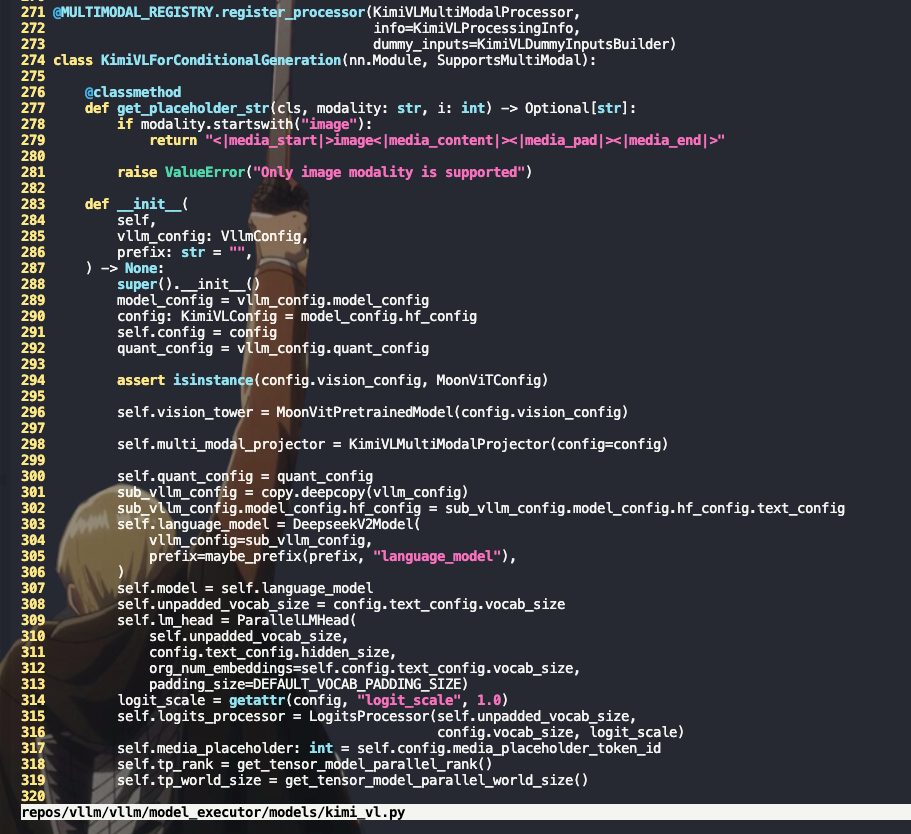 271 @MULTIMODAL_REGISTRY.register_processor(KimiVLMultiModalProcessor,
272                                         info=KimiVLProcessingInfo,
273                                         dummy_inputs=KimiVLDummyInputsBuilder)
274 class KimiVLForConditionalGeneration(nn.Module, SupportsMultiModal):
275
276     @classmethod
277     def get_placeholder_str(cls, modality: str, i: int) -> Optional[str]:
278         if modality.startswith("image"):
279             return "<|media_start|>image<|media_content|><|media_pad|><|media_end|>"
280
281         raise ValueError("Only image modality is supported")
282
283     def __init__(
284         self,
285         vllm_config: VllmConfig,
286         prefix: str = "",
287     ) -> None:
288         super().__init__()
289         model_config = vllm_config.model_config
290         config: KimiVLConfig = model_config.hf_config
291         self.config = config
292         quant_config = vllm_config.quant_config
293
294         assert isinstance(config.vision_config, MoonViTConfig)
295
296         self.vision_tower = MoonVitPretrainedModel(config.vision_config)
297
298         self.multi_modal_projector = KimiVLMultiModalProjector(config=config)
299
300         self.quant_config = quant_config
301         sub_vllm_config = copy.deepcopy(vllm_config)
302         sub_vllm_config.model_config.hf_config = sub_vllm_config.model_config.hf_config.text_config
303         self.language_model = DeepseekV2Model(
304             vllm_config=sub_vllm_config,
305             prefix=maybe_prefix(prefix, "language_model"),
306         )
307         self.model = self.language_model
308         self.unpadded_vocab_size = config.text_config.vocab_size
309         self.lm_head = ParallelLMHead(
310             self.unpadded_vocab_size,
311             config.text_config.hidden_size,
312             org_num_embeddings=self.config.text_config.vocab_size,
313             padding_size=DEFAULT_VOCAB_PADDING_SIZE)
314         logit_scale = getattr(config, "logit_scale", 1.0)
315         self.logits_processor = LogitsProcessor(self.unpadded_vocab_size,
316                                                 config.vocab_size, logit_scale)
317         self.media_placeholder: int = self.config.media_placeholder_token_id
318         self.tp_rank = get_tensor_model_parallel_rank()
319         self.tp_world_size = get_tensor_model_parallel_world_size()
320
repos/vllm/vllm/model_executor/models/kimi_vl.py